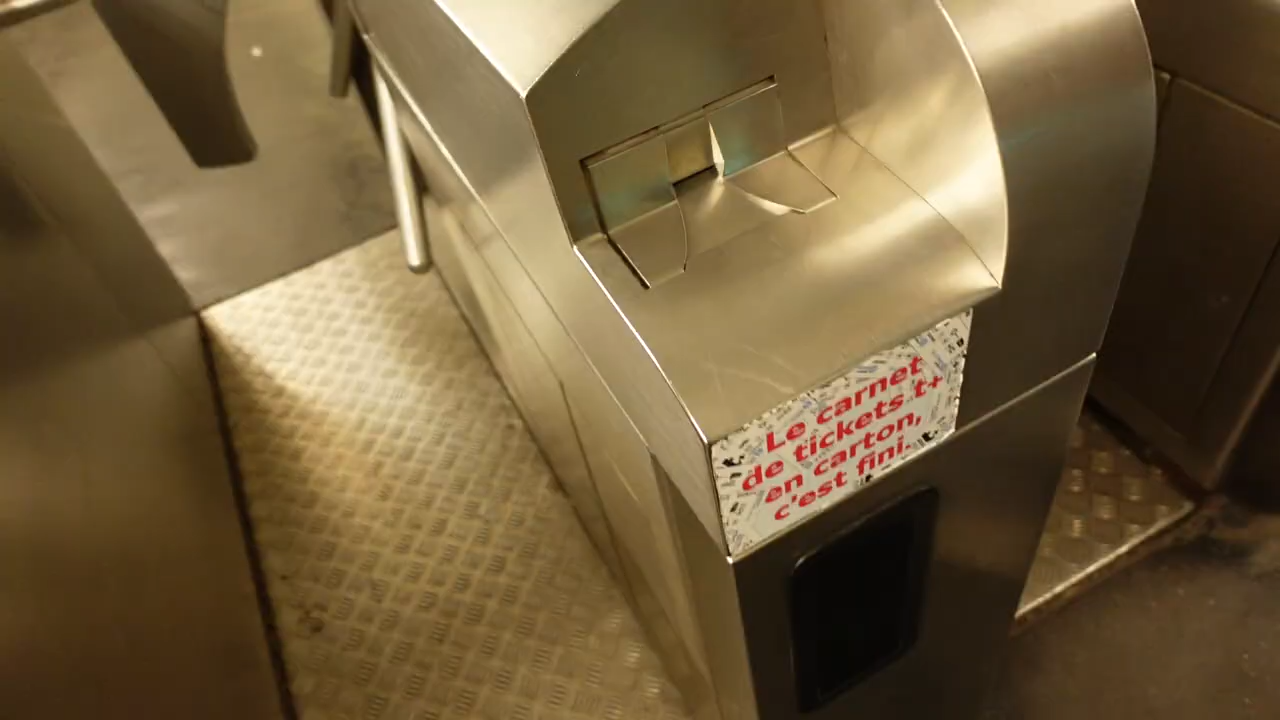 Le carnet
de tickets t+
en carton,
c'est fini.